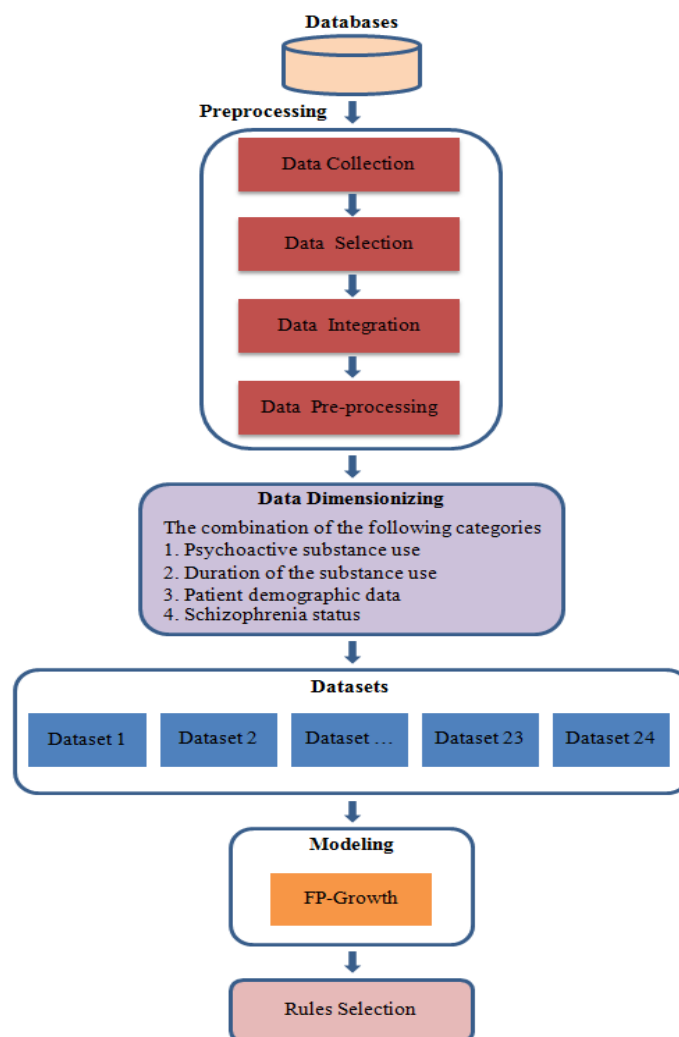 Databases
Preprocessing
Data Collection
Data Selection
Data Integration
Data Pre-processing
Data Dimensionizing
The combination of the following categories
1. Psychoactive substance use
2. Duration of the substance use
3. Patient demographic data
4. Schizophrenia status
Datasets
Dataset 1
Dataset 2
Dataset ...
Dataset 23
Dataset 24
Modeling
FP-Growth
Rules Selection